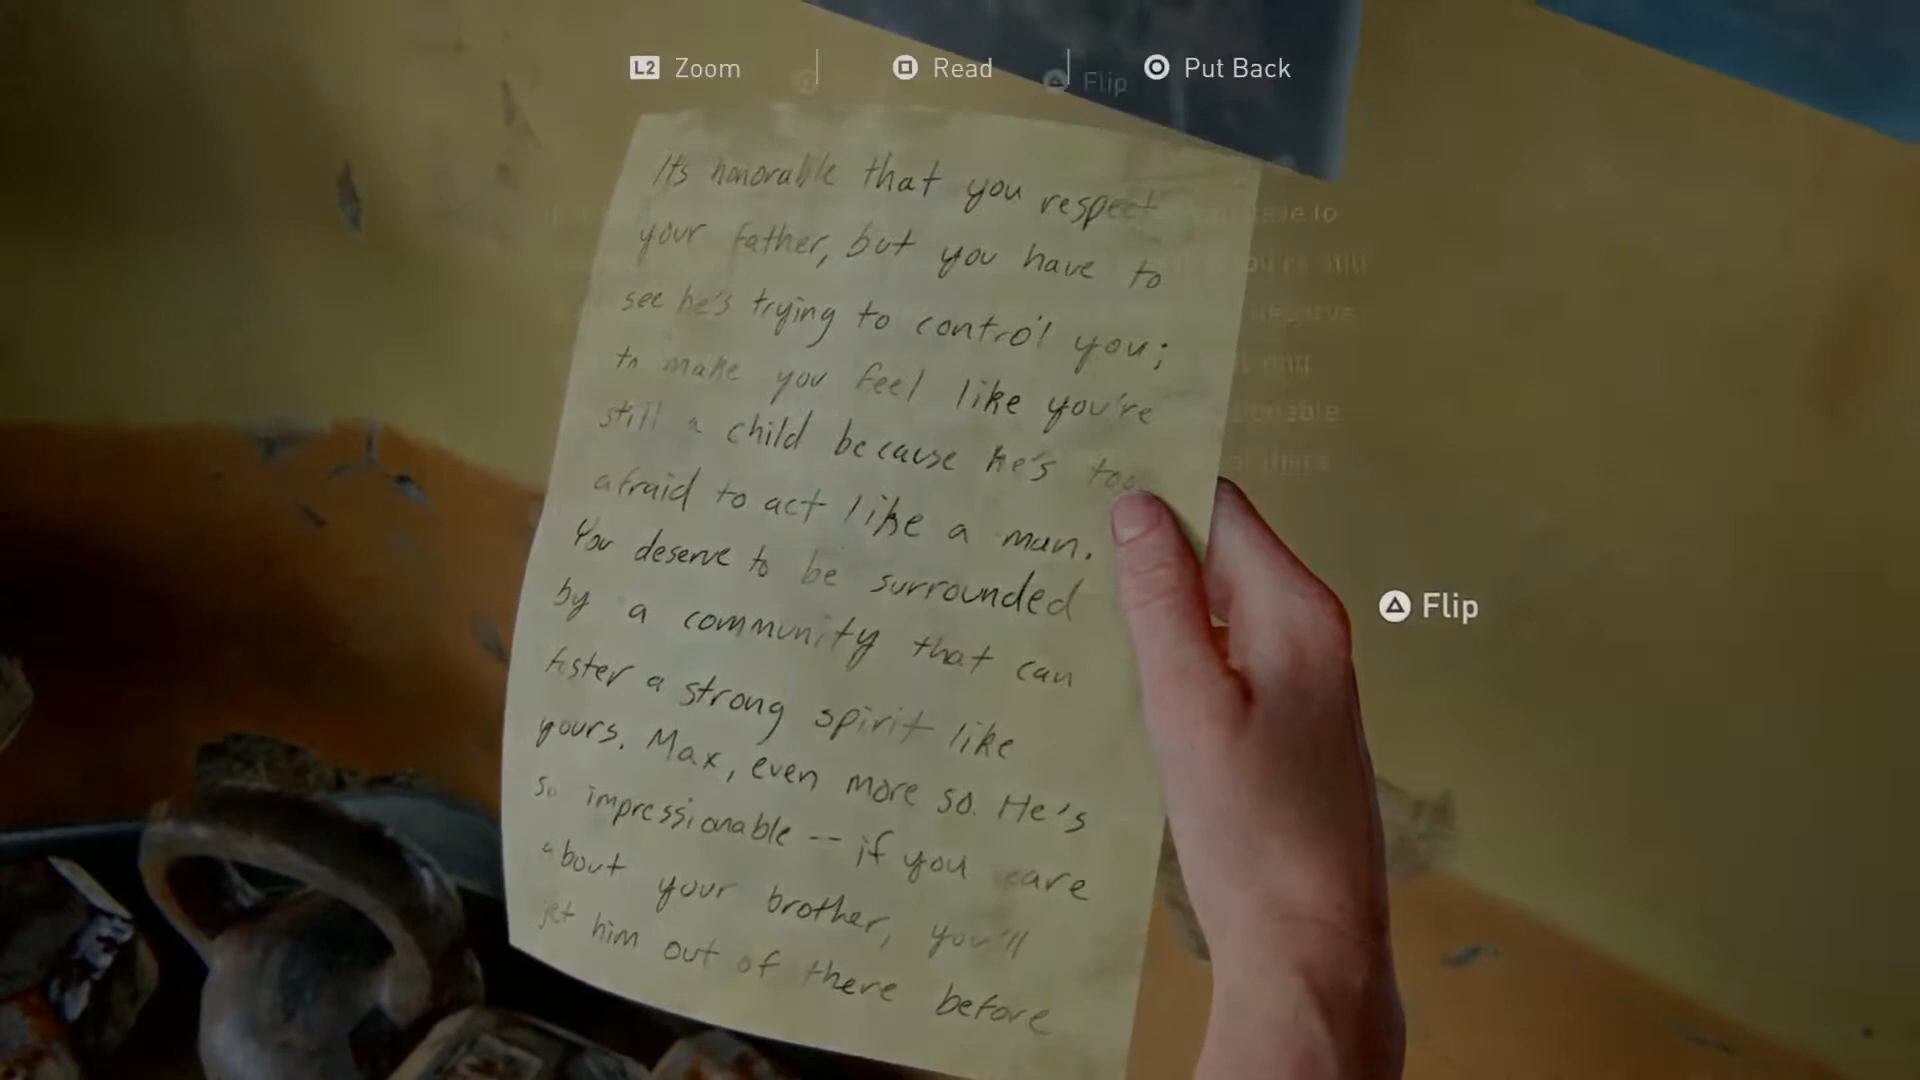 L2 Zoom Read Put Back
Flip
It's honorable that you respect
your father, but you have to
see he's trying to control you;
to make you feel like you're
still a child because he's too
afraid to act like a man.
You deserve to be surrounded
by a community that can
foster a strong spirit like
yours. Max, even more so. He's
so impressionable -- if you care
about your brother, you'll
get him out of there before
Flip